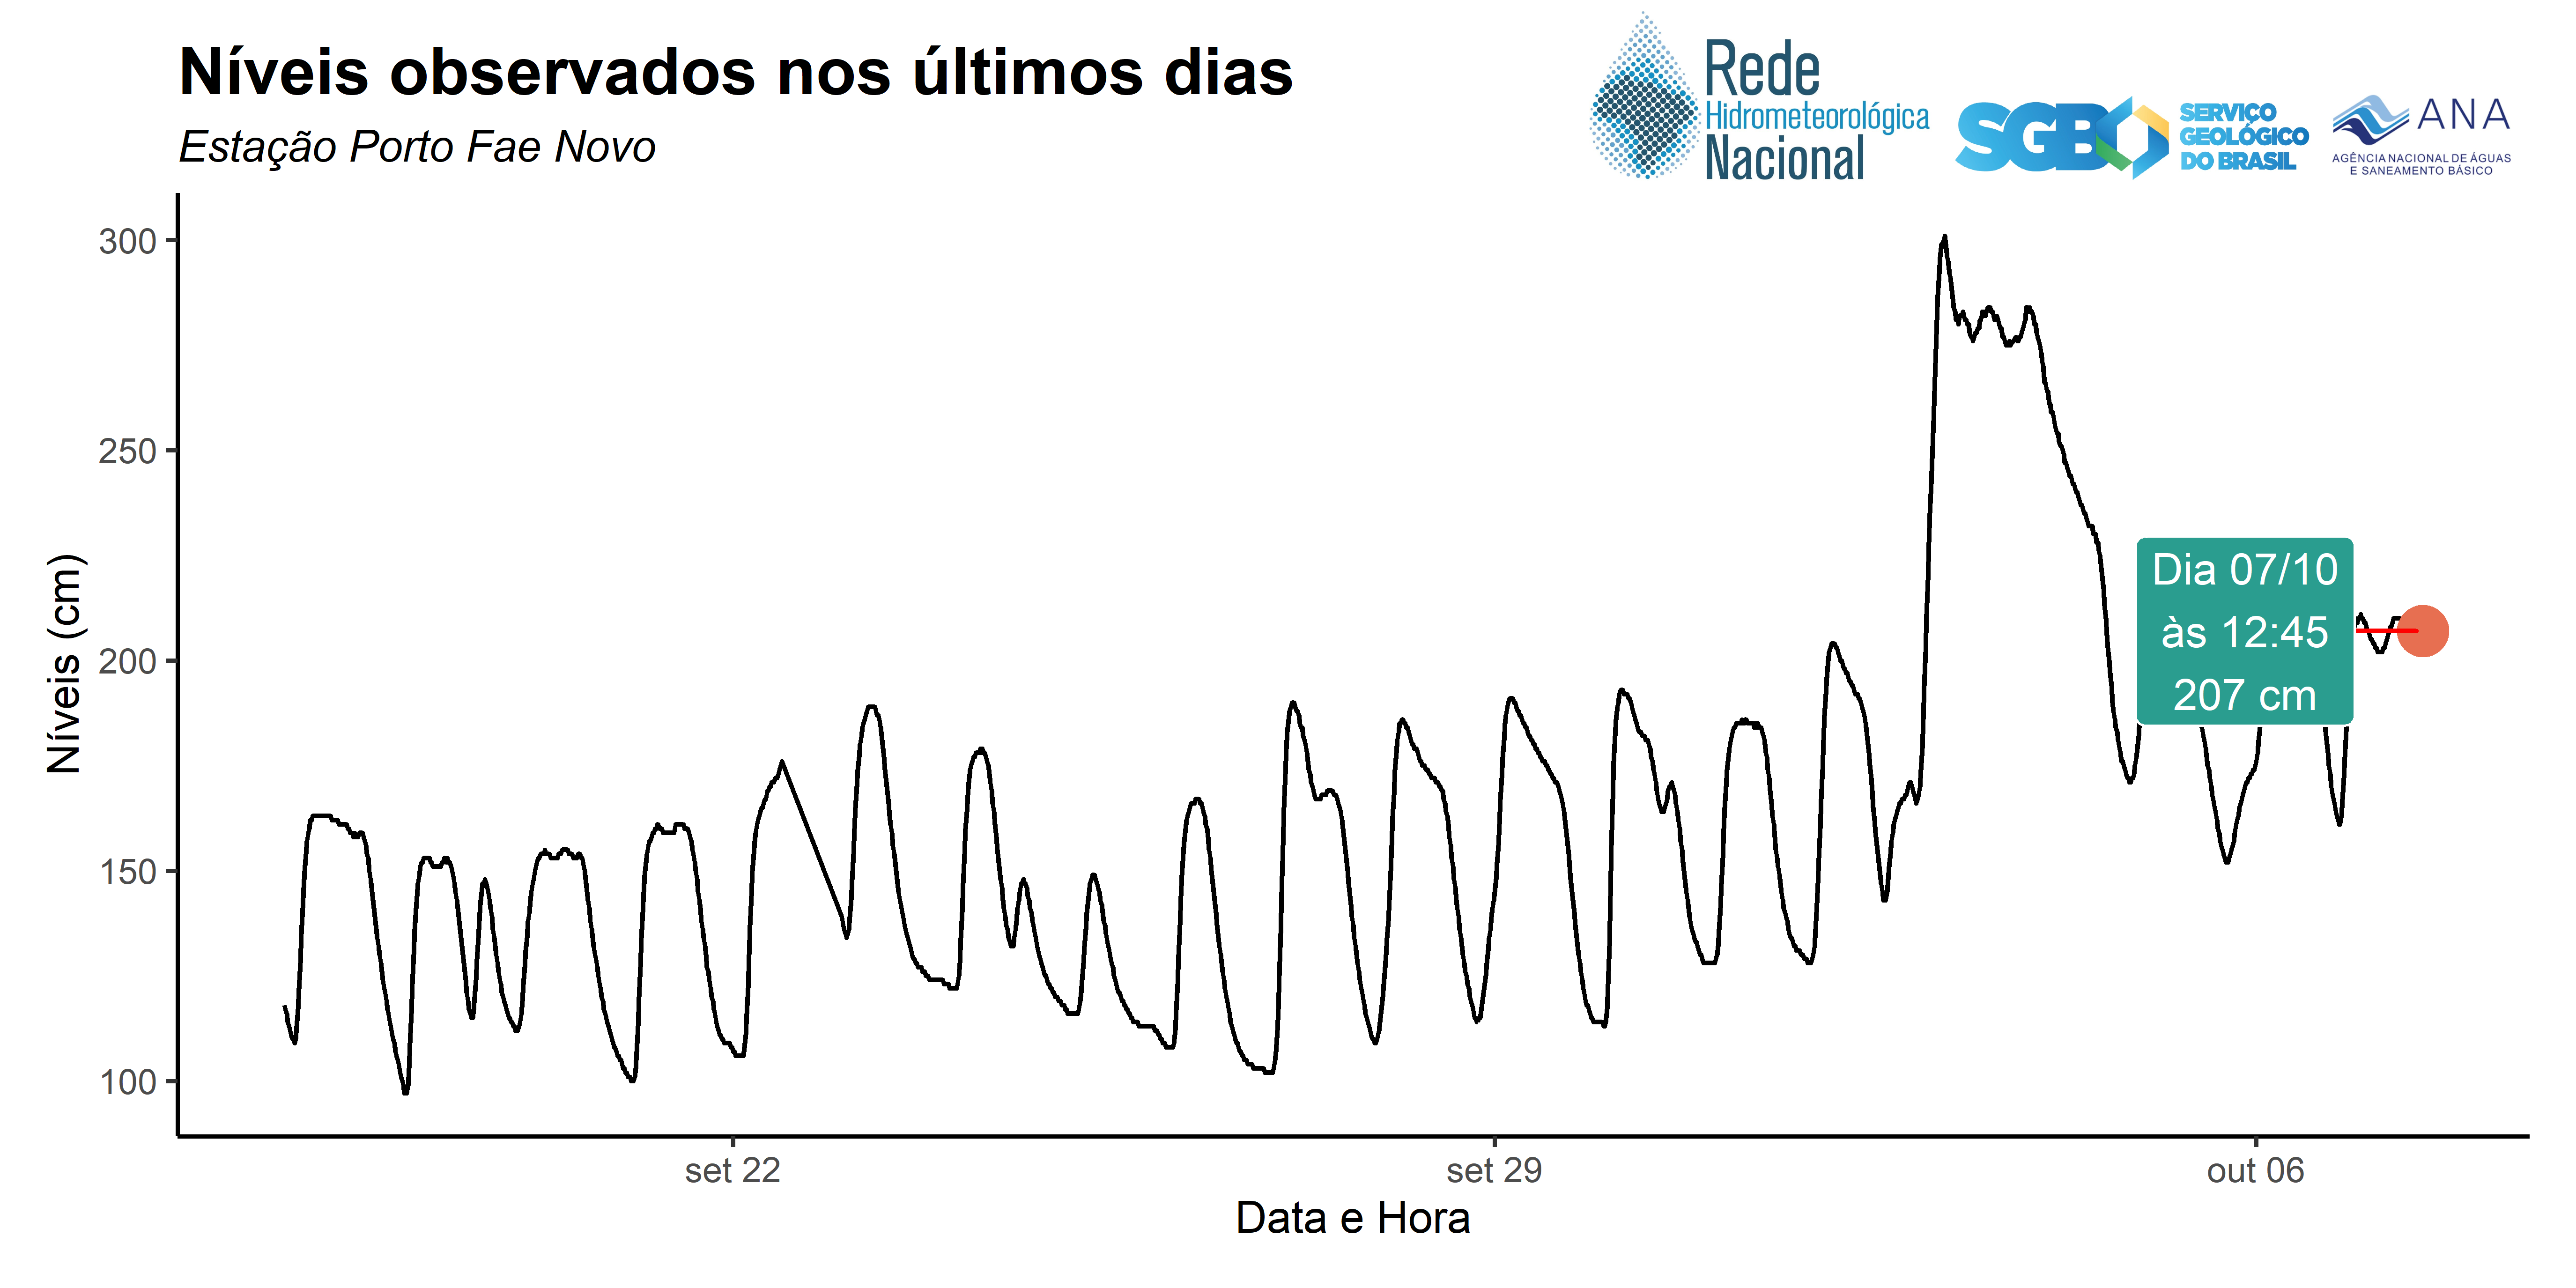 Níveis observados nos últimos dias
Estação Porto Fae Novo
Rede
Hidrometeorológica
Nacional
SGB
SERVIÇO
GEOLÓGICO
DO BRASIL
ANA
AGÊNCIA NACIONAL DE ÁGUAS
E SANEAMENTO BÁSICO
Níveis (cm)
300
250
200
150
100
Dia 07/10
às 12:45
207 cm
set 22
set 29
out 06
Data e Hora